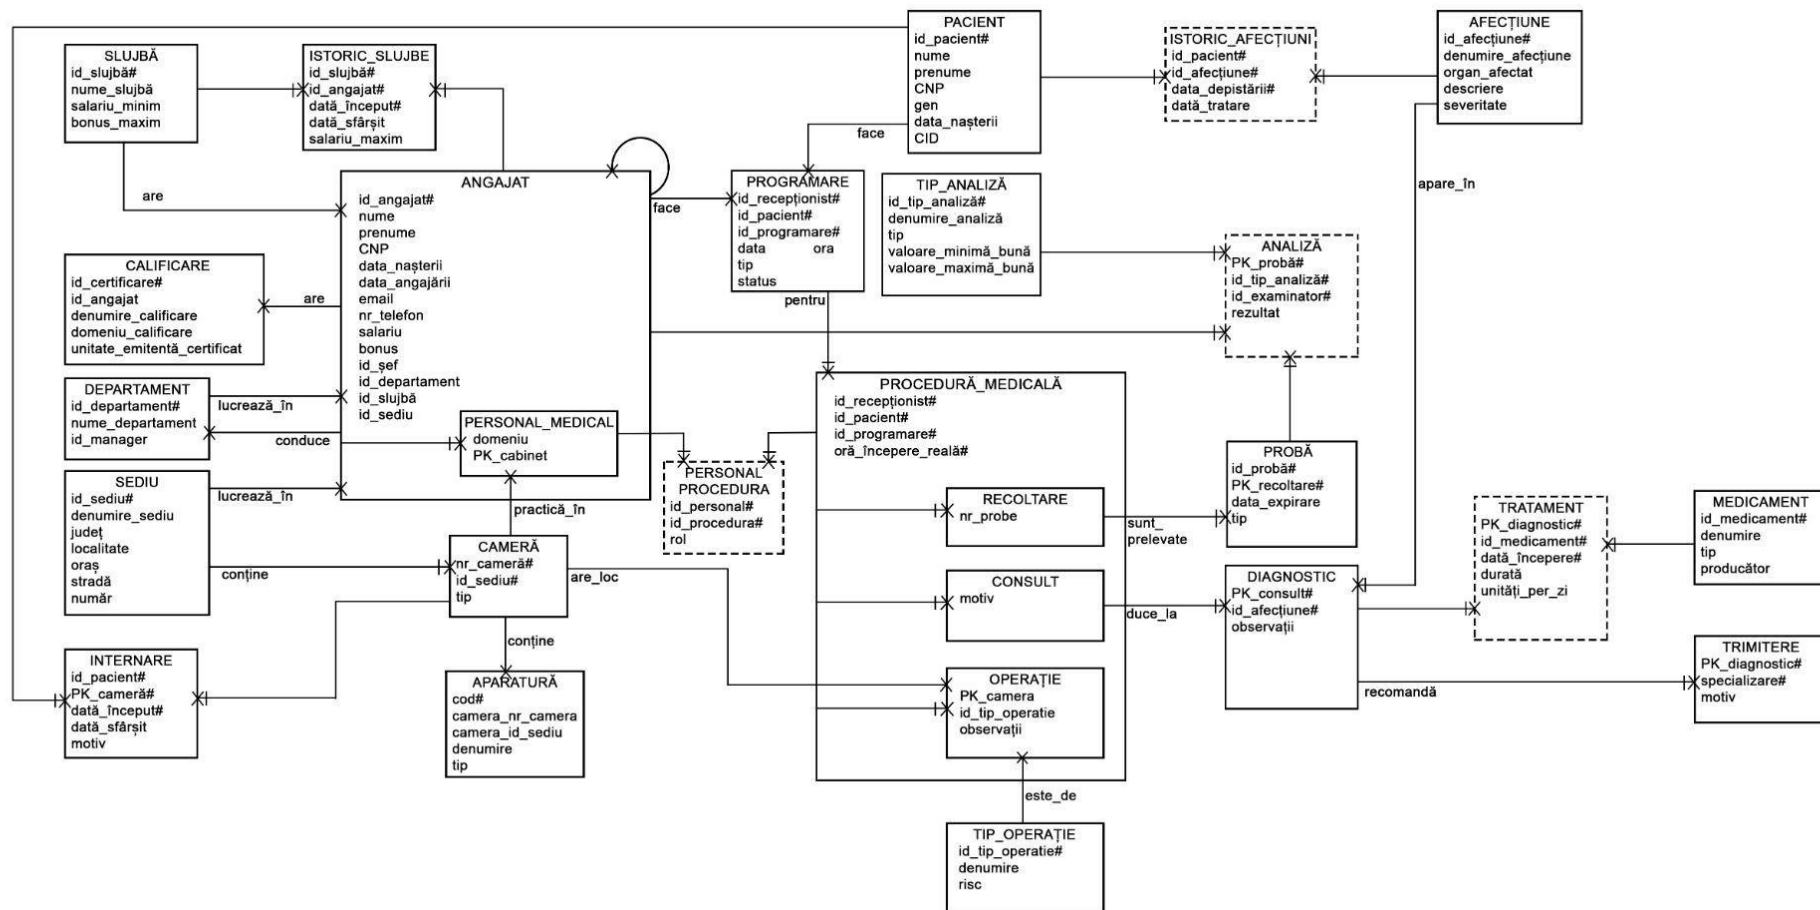 PACIENT
id_pacient#
nume
prenume
CNP
gen
data_nașterii
CID
AFECȚIUNE
id_afecțiune#
denumire_afecțiune
organ_afectat
descriere
severitate
ISTORIC_AFECȚIUNI
id_pacient#
id_afecțiune#
data_depistării#
dată_tratare
SLUJBĂ
id_slujbă#
nume_slujbă
salariu_minim
bonus_maxim
ISTORIC_SLUJBE
id_slujbă#
id_angajat#
dată_început#
dată_sfârșit
salariu_maxim
face
are
ANGAJAT
id_angajat#
nume
prenume
CNP
data_nașterii
data_angajării
email
nr_telefon
salariu
bonus
id_șef
id_departament
id_slujbă
id_sediu
face
PROGRAMARE
id_recepționist#
id_pacient#
id_programare#
data ora
tip
status
pentru
TIP_ANALIZĂ
id_tip_analiză#
denumire_analiză
tip
valoare_minimă_bună
valoare_maximă_bună
apare_în
ANALIZĂ
PK_probă#
id_tip_analiză#
id_examinator#
rezultat
CALIFICARE
id_certificare#
id_angajat
denumire_calificare
domeniu_calificare
unitate_emitentă_certificat
are
DEPARTAMENT
id_departament#
nume_departament
id_manager
lucrează_în
conduce
PERSONAL_MEDICAL
domeniu
PK_cabinet
PERSONAL
PROCEDURA
id_personal#
id_procedura#
rol
PROCEDURĂ_MEDICALĂ
id_recepționist#
id_pacient#
id_programare#
oră_începere_reală#
PROBĂ
id_probă#
PK_recoltare#
data_expirare
tip
SEDIU
id_sediu#
denumire_sediu
județ
localitate
oraș
stradă
număr
lucrează_în
conține
practică_în
CAMERĂ
nr_cameră#
id_sediu#
tip
are_loc
conține
RECOLTARE
nr_probe
sunt_
prelevate
CONSULT
motiv
duce_la
DIAGNOSTIC
PK_consult#
id_afecțiune#
observații
TRATAMENT
PK_diagnostic#
id_medicament#
dată_începere#
durată
unități_per_zi
MEDICAMENT
id_medicament#
denumire
tip
producător
INTERNARE
id_pacient#
PK_cameră#
dată_început#
dată_sfârșit
motiv
APARATURĂ
cod#
camera_nr_camera
camera_id_sediu
denumire
tip
OPERAȚIE
PK_camera
id_tip_operatie
observații
recomandă
TRIMITERE
PK_diagnostic#
specializare#
motiv
este_de
TIP_OPERAȚIE
id_tip_operatie#
denumire
risc